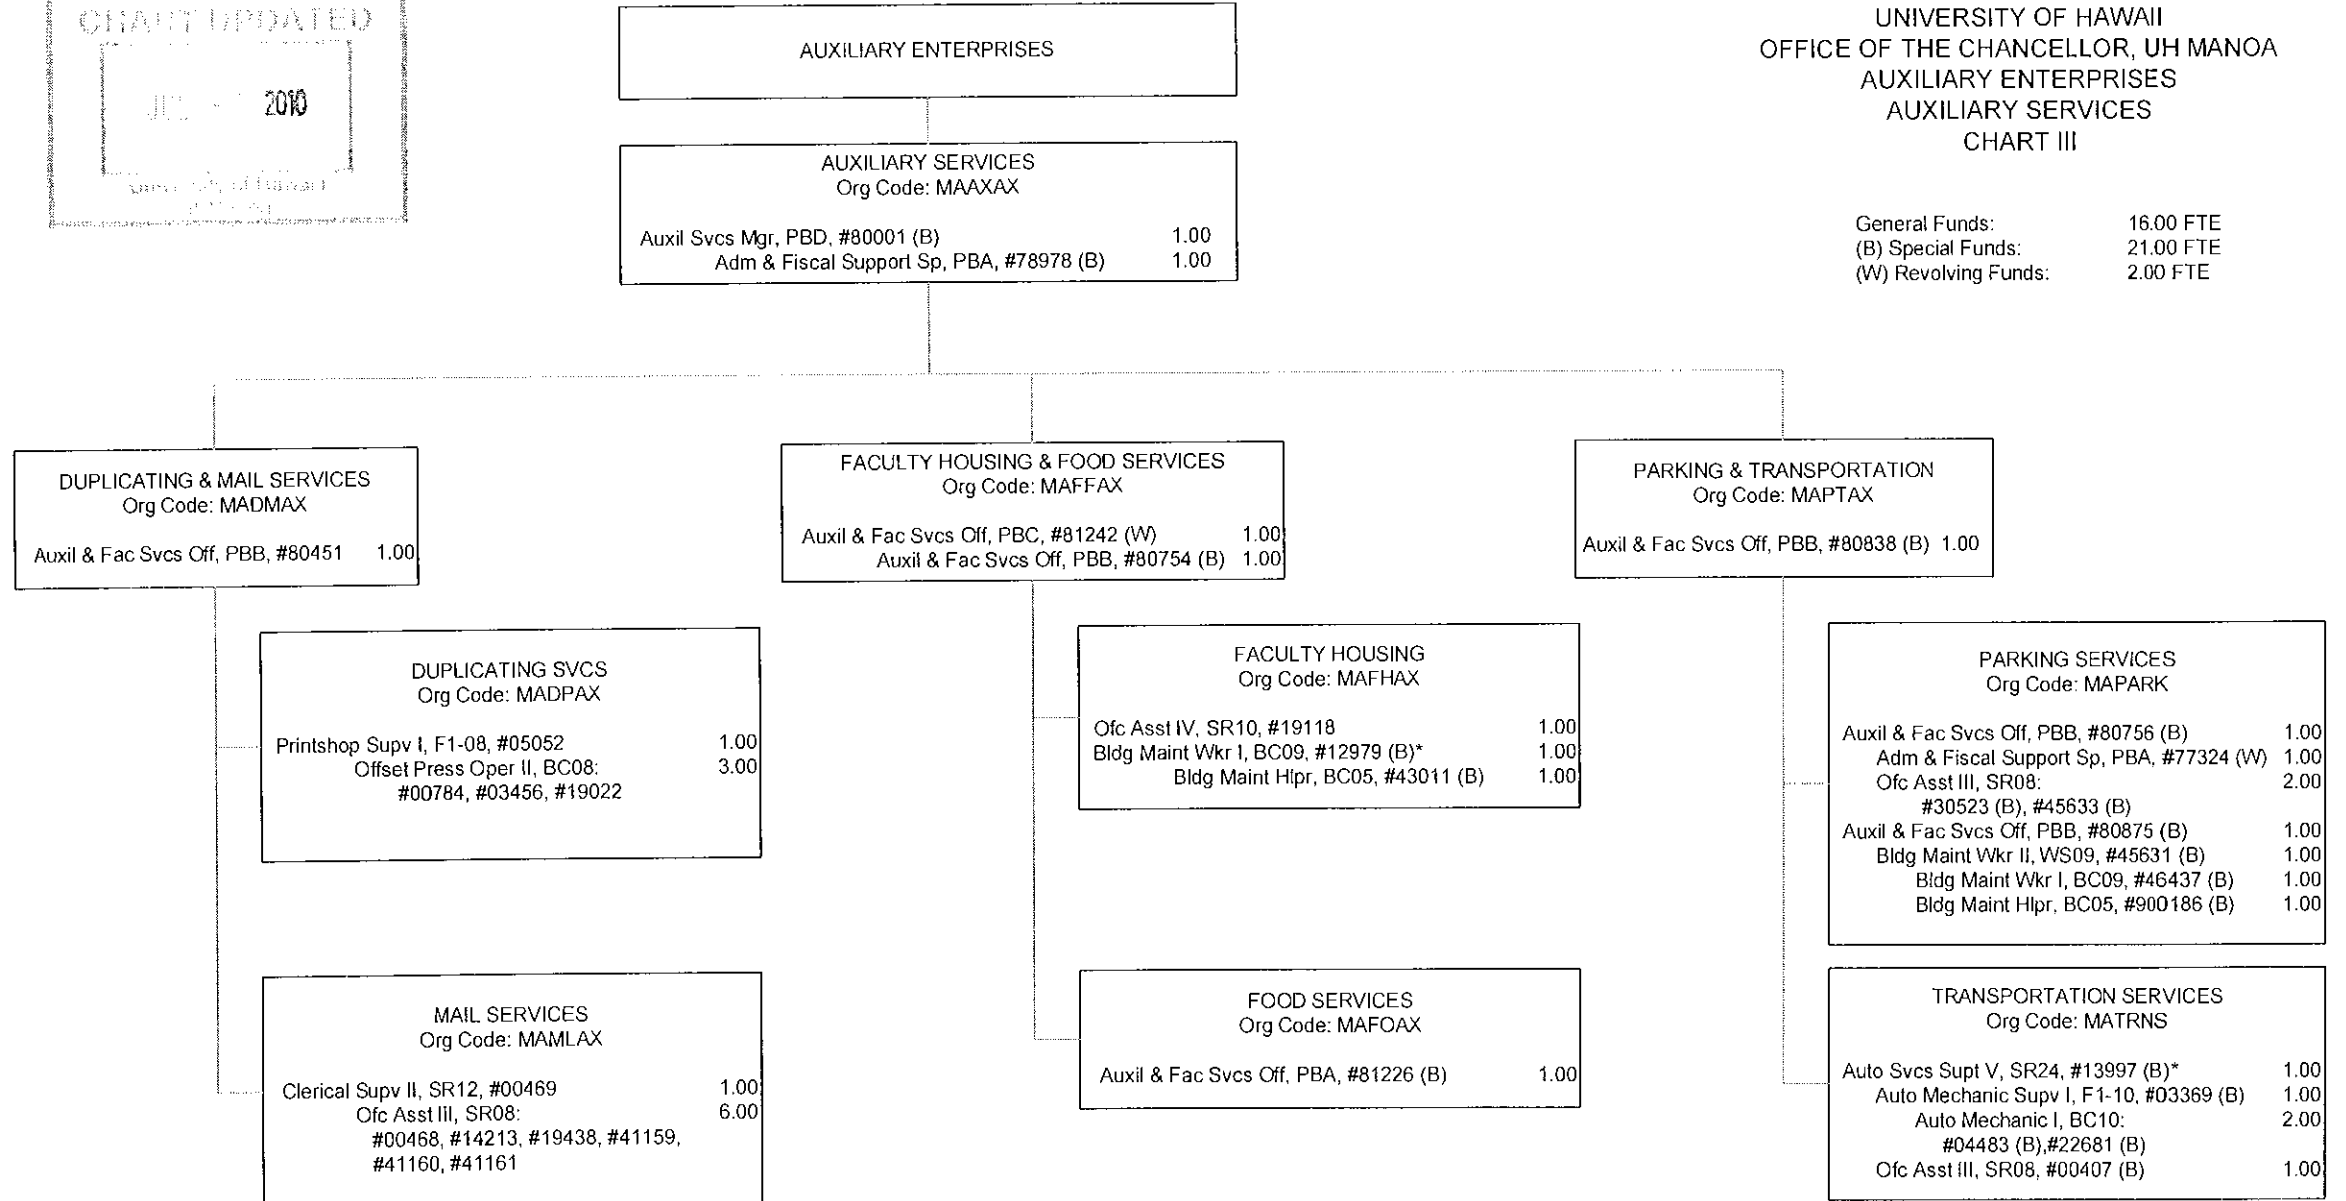 CHART UPDATED
2010
UNIVERSITY OF HAWAII
OFFICE OF THE CHANCELLOR, UH MANOA
AUXILIARY ENTERPRISES
AUXILIARY SERVICES
CHART III
General Funds: 16.00 FTE
(B) Special Funds: 21.00 FTE
(W) Revolving Funds: 2.00 FTE
AUXILIARY ENTERPRISES
AUXILIARY SERVICES
Org Code: MAAXAX
Auxil Svcs Mgr, PBD, #80001 (B) 1.00
Adm & Fiscal Support Sp, PBA, #78978 (B) 1.00
DUPLICATING & MAIL SERVICES
Org Code: MADMAX
Auxil & Fac Svcs Off, PBB, #80451 1.00
DUPLICATING SVCS
Org Code: MADPAX
Printshop Supv I, F1-08, #05052 1.00
Offset Press Oper II, BC08: 3.00
#00784, #03456, #19022
MAIL SERVICES
Org Code: MAMLAX
Clerical Supv II, SR12, #00469 1.00
Ofc Asst III, SR08: 6.00
#00468, #14213, #19438, #41159,
#41160, #41161
FACULTY HOUSING & FOOD SERVICES
Org Code: MAFFAX
Auxil & Fac Svcs Off, PBC, #81242 (W) 1.00
Auxil & Fac Svcs Off, PBB, #80754 (B) 1.00
FACULTY HOUSING
Org Code: MAFHAX
Ofc Asst IV, SR10, #19118 1.00
Bldg Maint Wkr I, BC09, #12979 (B)* 1.00
Bldg Maint Hlpr, BC05, #43011 (B) 1.00
FOOD SERVICES
Org Code: MAFOAX
Auxil & Fac Svcs Off, PBA, #81226 (B) 1.00
PARKING & TRANSPORTATION
Org Code: MAPTAX
Auxil & Fac Svcs Off, PBB, #80838 (B) 1.00
PARKING SERVICES
Org Code: MAPARK
Auxil & Fac Svcs Off, PBB, #80756 (B) 1.00
Adm & Fiscal Support Sp, PBA, #77324 (W) 1.00
Ofc Asst III, SR08: 2.00
#30523 (B), #45633 (B)
Auxil & Fac Svcs Off, PBB, #80875 (B) 1.00
Bldg Maint Wkr II, WS09, #45631 (B) 1.00
Bldg Maint Wkr I, BC09, #46437 (B) 1.00
Bldg Maint Hlpr, BC05, #900186 (B) 1.00
TRANSPORTATION SERVICES
Org Code: MATRNS
Auto Svcs Supt V, SR24, #13997 (B)* 1.00
Auto Mechanic Supv I, F1-10, #03369 (B) 1.00
Auto Mechanic I, BC10: 2.00
#04483 (B),#22681 (B)
Ofc Asst III, SR08, #00407 (B) 1.00